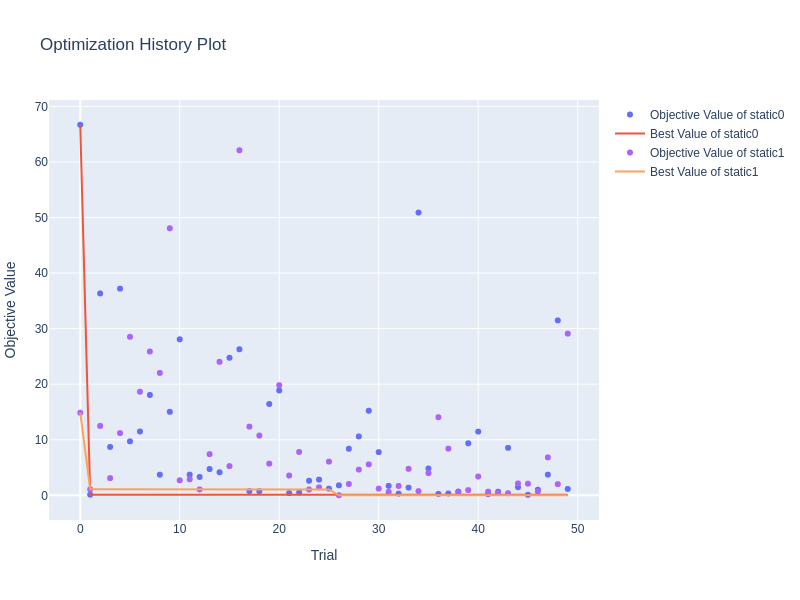 Optimization History Plot
Objective Value of static0
Best Value of static0
Objective Value of static1
Best Value of static1
70
60
50
40
30
20
10
0
Objective Value
0 10 20 30 40 50
Trial